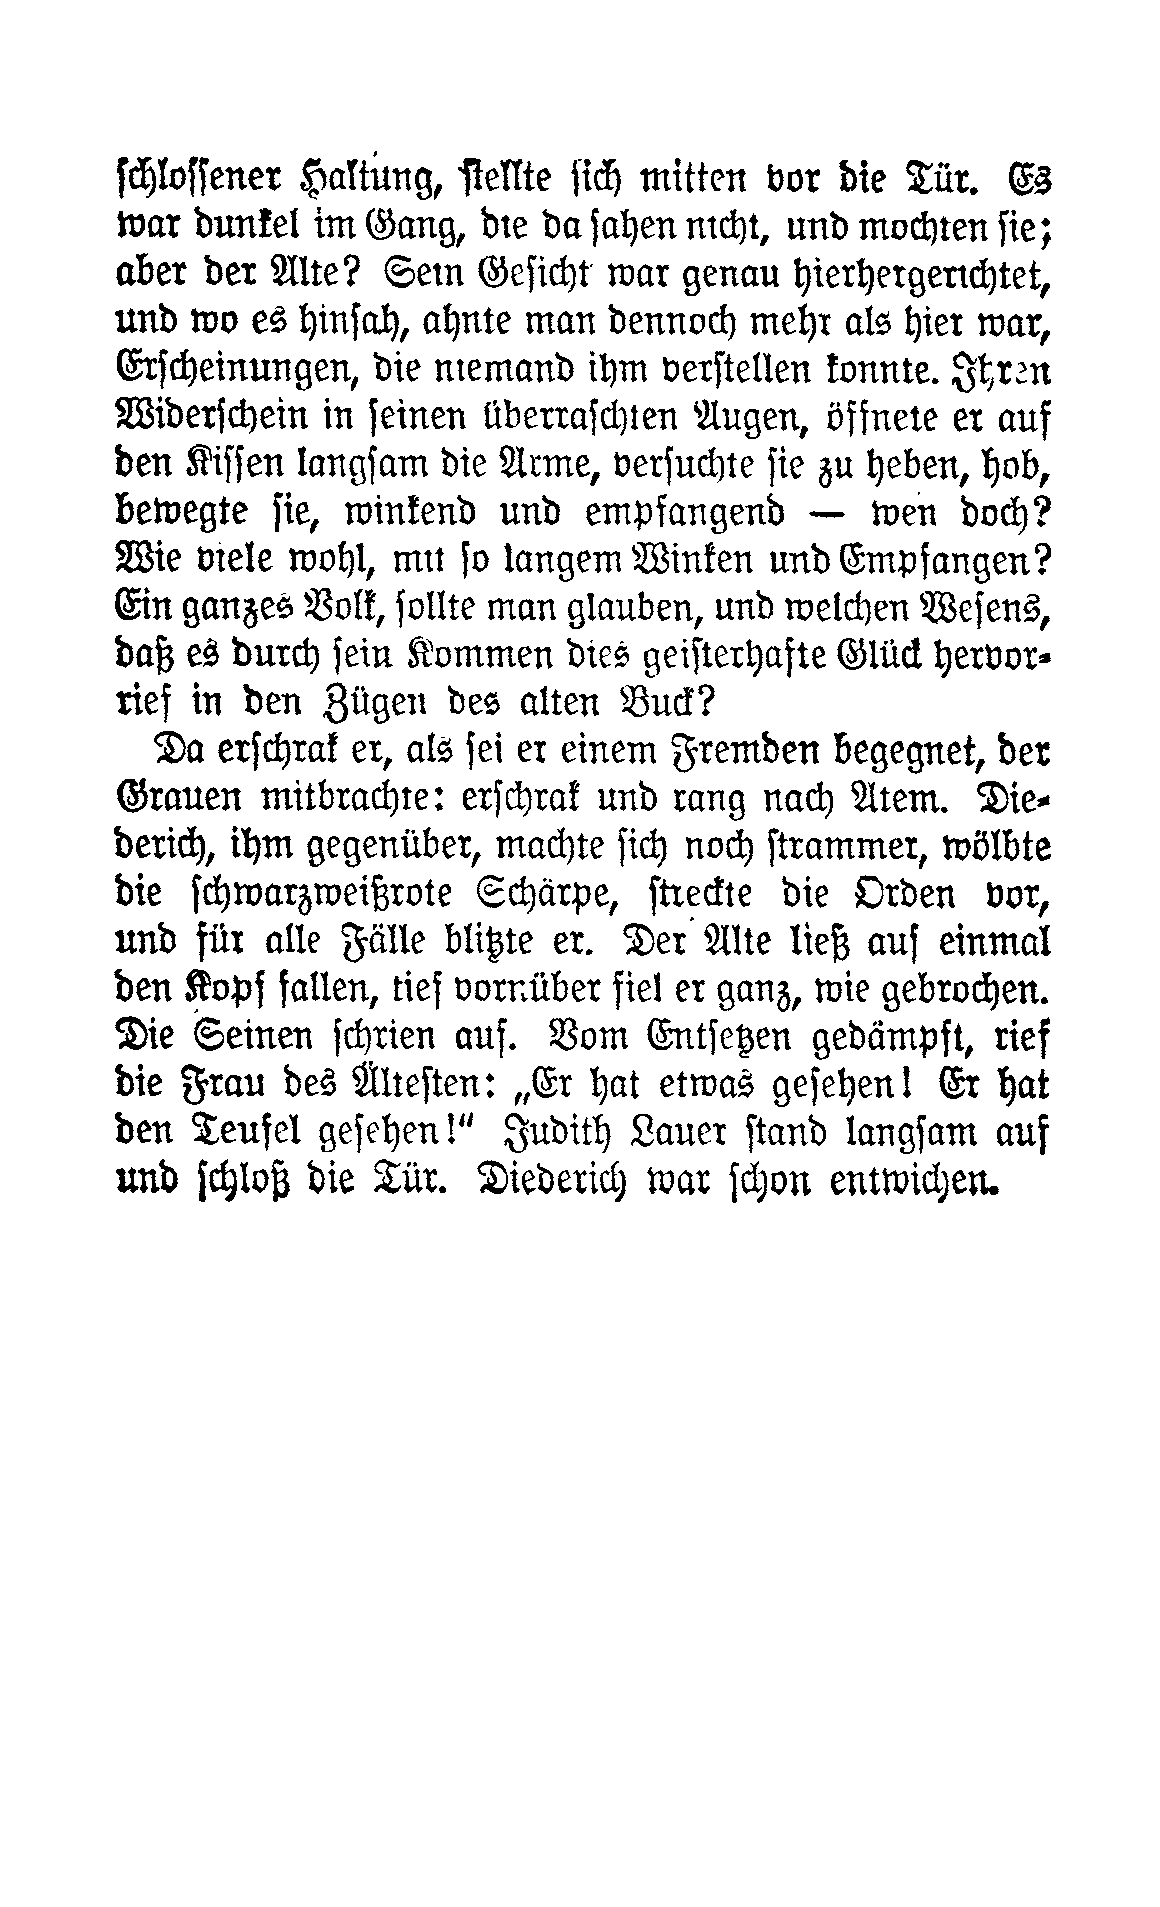 schlossener Haltung, stellte sich mitten vor die Tür. Es
war dunkel im Gang, die da sahen nicht, und mochten sie;
aber der Alte? Sein Gesicht war genau hierhergerichtet,
und wo es hinsah, ahnte man dennoch mehr als hier war,
Erscheinungen, die niemand ihm verstellen konnte. Ihren
Widerschein in seinen überraschten Augen, öffnete er auf
den Kissen langsam die Arme, versuchte sie zu heben, hob,
bewegte sie, winkend und empfangend — wen doch?
Wie viele wohl, mit so langem Winken und Empfangen?
Ein ganzes Volk, sollte man glauben, und welchen Wesens,
daß es durch sein Kommen dies geisterhafte Glück hervor-
rief in den Zügen des alten Buck?
Da erschrak er, als sei er einem Fremden begegnet, der
Grauen mitbrachte: erschrak und rang nach Atem. Die-
derich, ihm gegenüber, machte sich noch strammer, wölbte
die schwarzweißrote Schärpe, streckte die Orden vor,
und für alle Fälle blitzte er. Der Alte ließ auf einmal
den Kopf fallen, tief vornüber fiel er ganz, wie gebrochen.
Die Seinen schrien auf. Vom Entsetzen gedämpft, rief
die Frau des Ältesten: „Er hat etwas gesehen! Er hat
den Teufel gesehen!“ Judith Lauer stand langsam auf
und schloß die Tür. Diederich war schon entwichen.